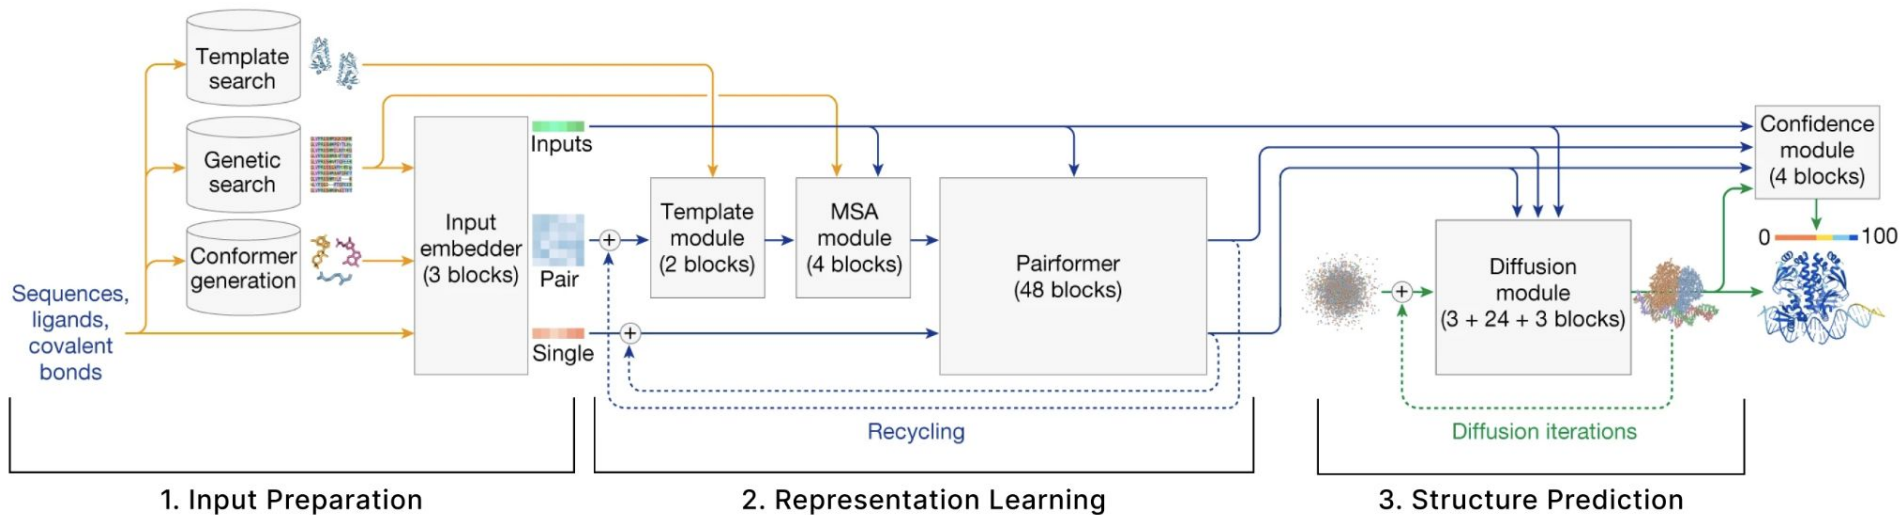 Template
search
Genetic
search
Conformer
generation
Sequences,
ligands,
covalent
bonds
Input
embedder
(3 blocks)
Inputs
Pair
Single
Template
module
(2 blocks)
MSA
module
(4 blocks)
Pairformer
(48 blocks)
Recycling
Diffusion
module
(3 + 24 + 3 blocks)
Diffusion iterations
Confidence
module
(4 blocks)
0 100
+
+
+
1. Input Preparation
2. Representation Learning
3. Structure Prediction